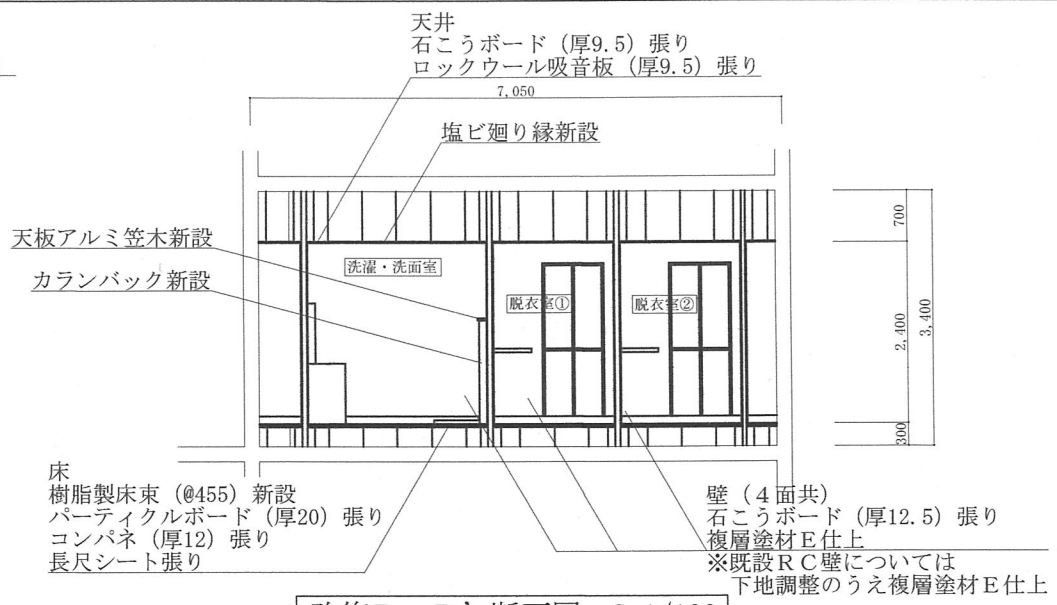 天井
石こうボード（厚9.5）張り
ロックウール吸音板（厚9.5）張り
7,050
塩ビ廻り縁新設
天板アルミ笠木新設
カランバック新設
洗濯・洗面室
脱衣室①
脱衣室②
700
2,400
3,400
300
床
樹脂製床束（@455）新設
パーティクルボード（厚20）張り
コンパネ（厚12）張り
長尺シート張り
壁（４面共）
石こうボード（厚12.5）張り
複層塗材Ｅ仕上
※既設ＲＣ壁については
下地調整のうえ複層塗材Ｅ仕上